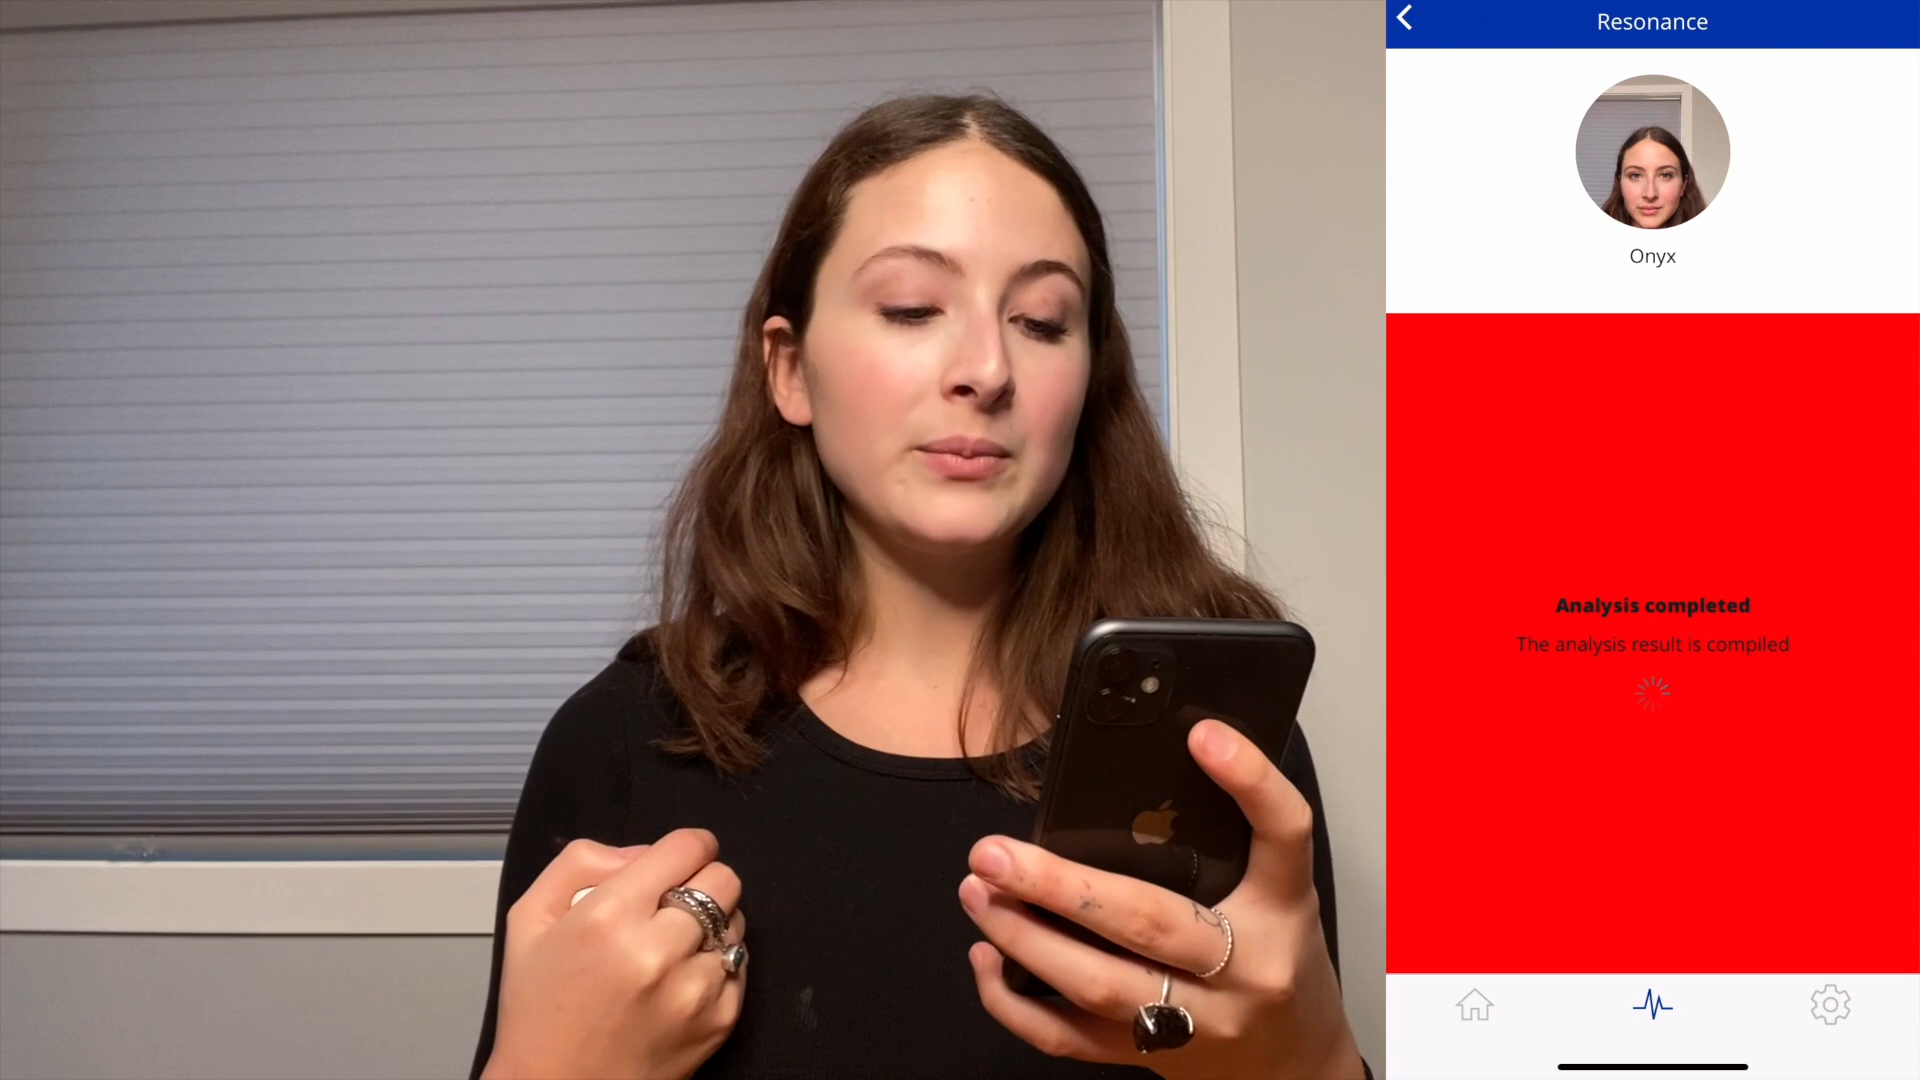 Resonance
Onyx
Analysis completed
The analysis result is compiled